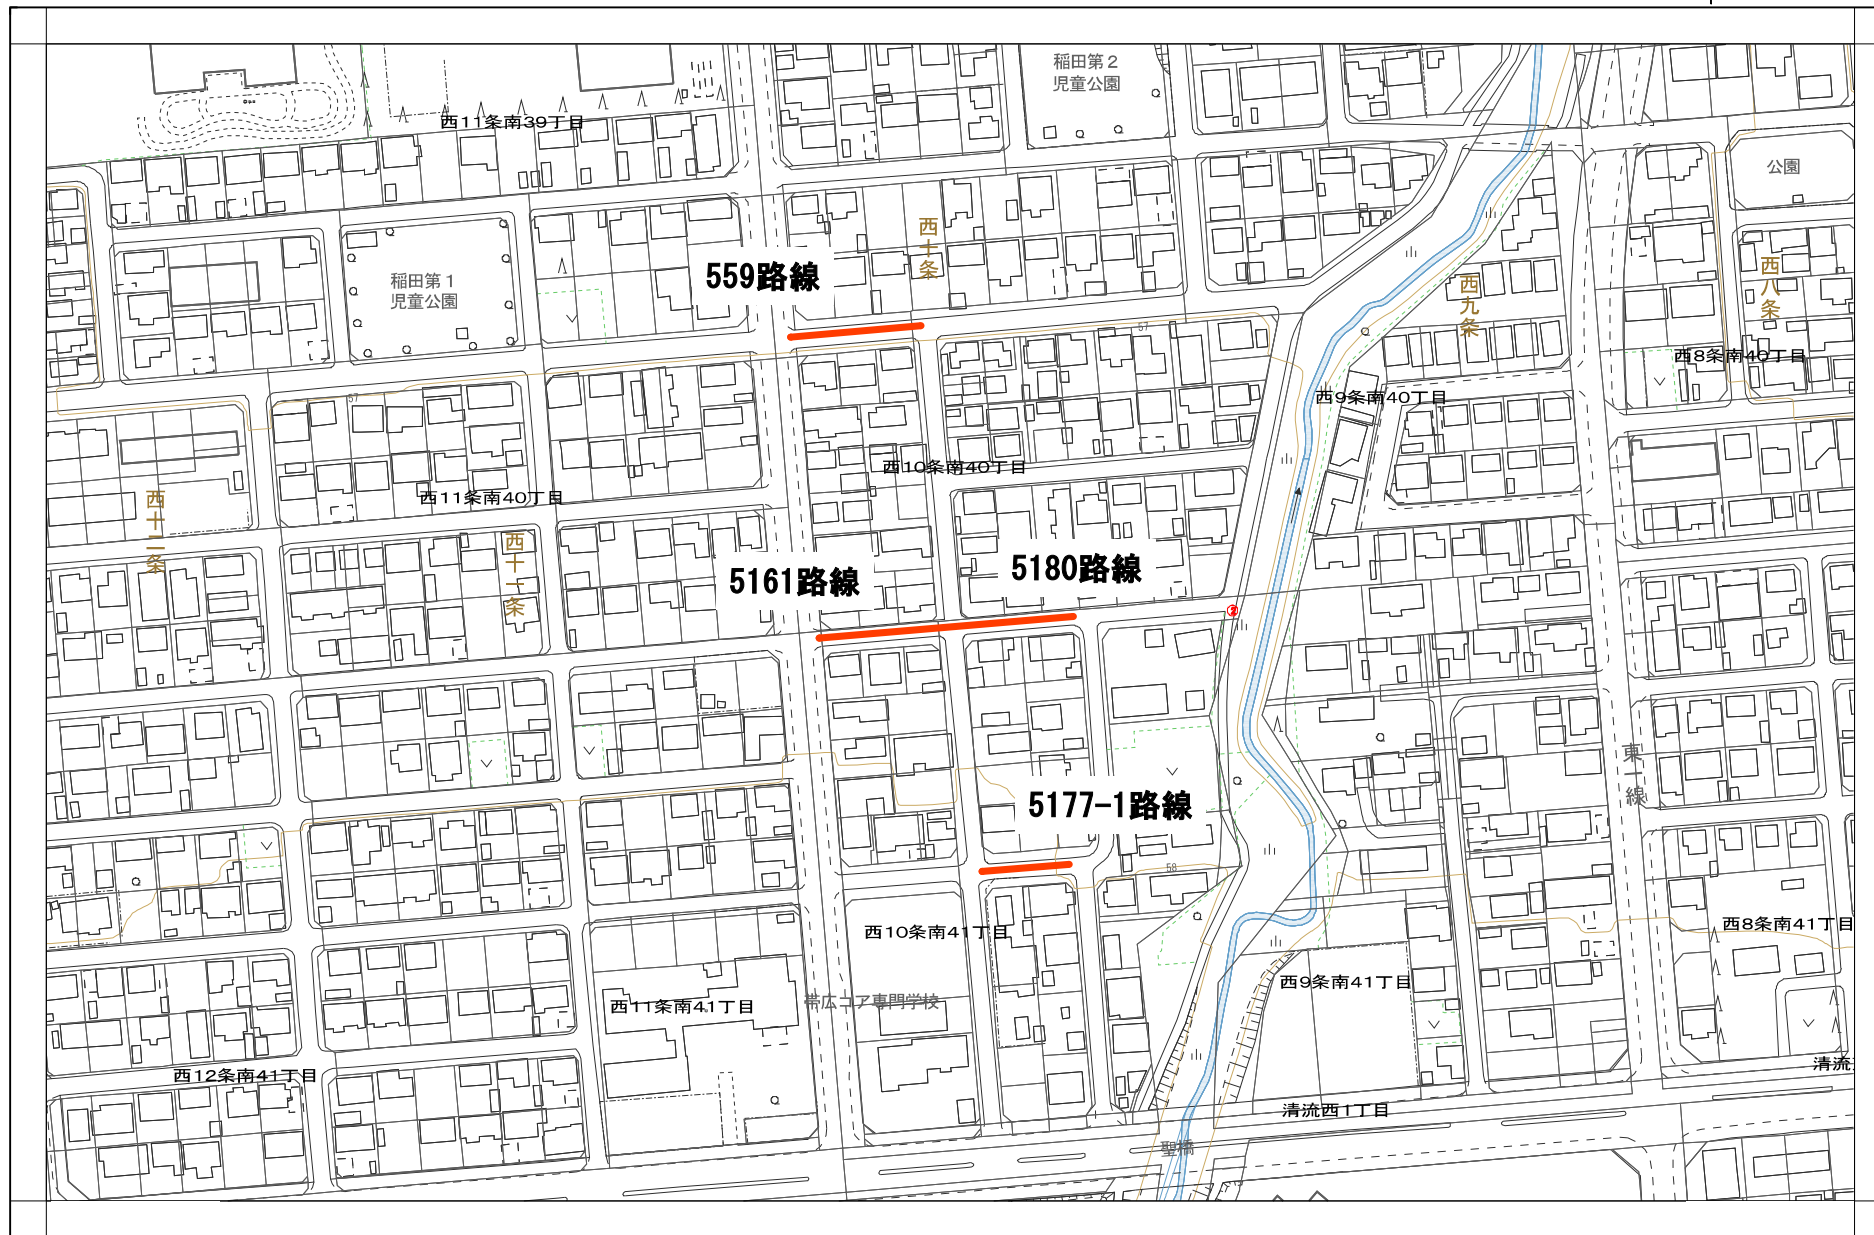 稲田第2
児童公園
西11条南39丁目
公園
西十条
559路線
稲田第1
児童公園
西九条
西八条
57
西8条南40丁目
57
西9条南40丁目
西10条南40丁目
西11条南40丁目
西十二条
西十一条
5161路線
5180路線
東一線
5177-1路線
58
西10条南41丁目
西8条南41丁目
西11条南41丁目
帯広コア専門学校
西9条南41丁目
西12条南41丁目
清流
清流西1丁目
聖橋